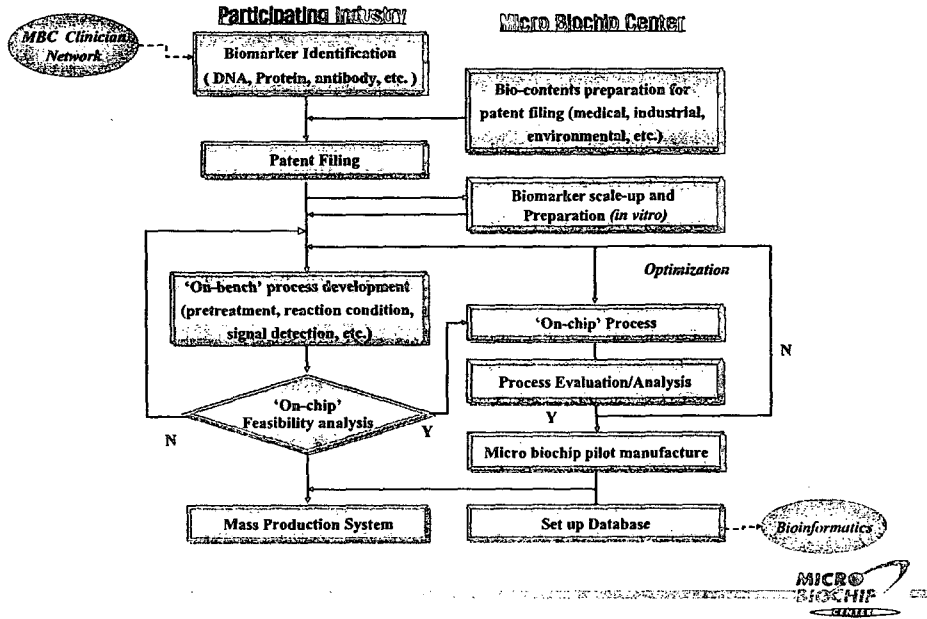 Participating Industry
Micro Biochip Center
MBC Clinician
Network
Biomarker Identification
( DNA, Protein, antibody, etc. )
Bio-contents preparation for
patent filing (medical, industrial,
environmental, etc.)
Patent Filing
Biomarker scale-up and
Preparation (in vitro)
Optimization
'On-bench' process development
(pretreatment, reaction condition,
signal detection, etc.)
'On-chip' Process
N
Process Evaluation/Analysis
'On-chip'
Feasibility analysis
N
Y
Y
Micro biochip pilot manufacture
Mass Production System
Set up Database
Bioinformatics
MICRO
BIOCHIP
CENTER